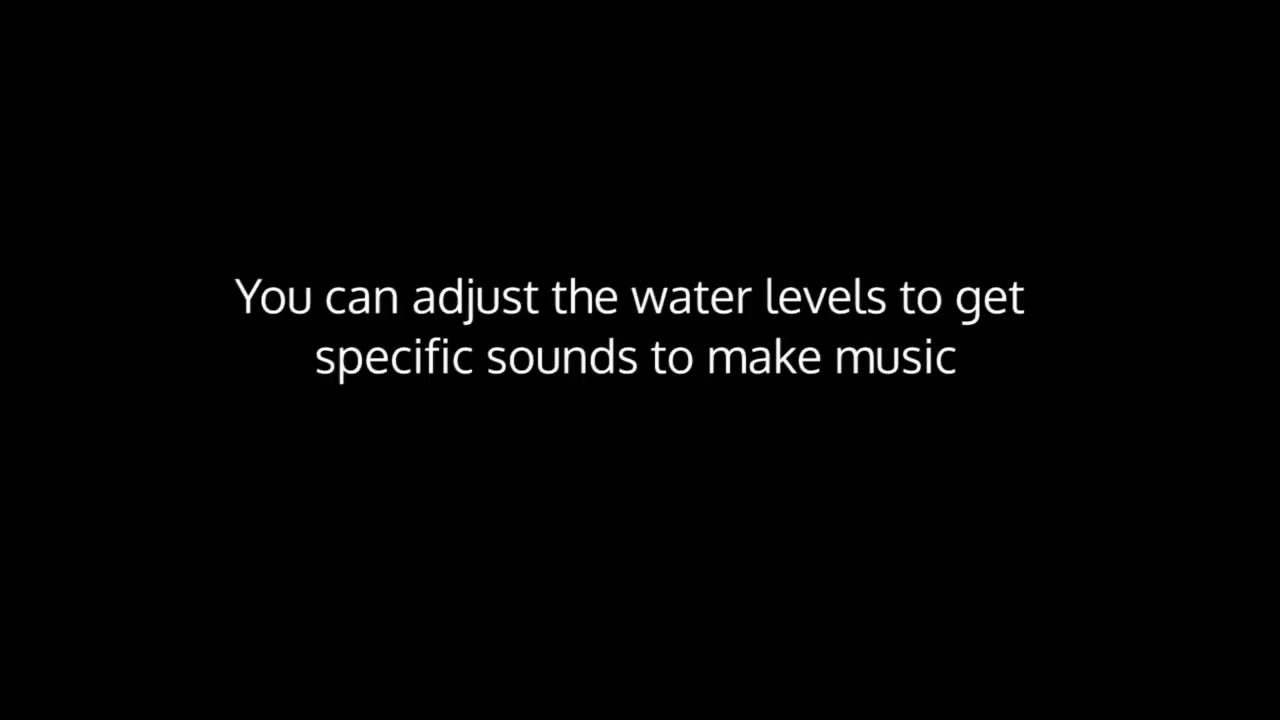 You can adjust the water levels to get
specific sounds to make music